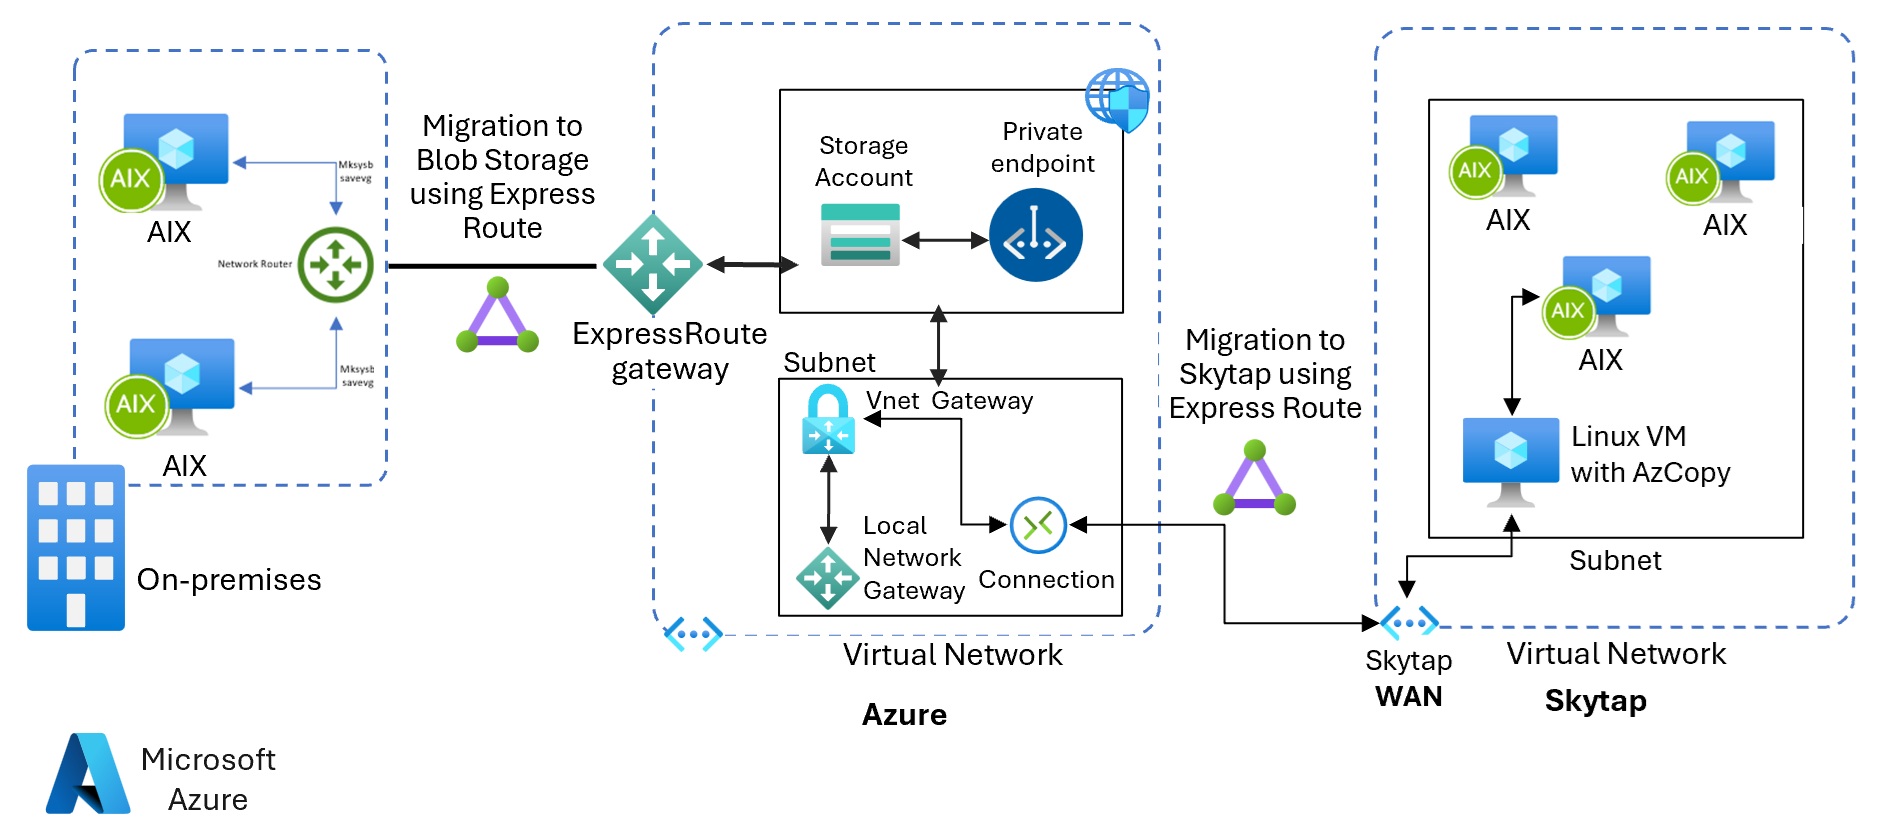 AIX
AIX
Mksysb
savevg
Network Router
Mksysb
savevg
AIX
AIX
On-premises
Migration to
Blob Storage
using Express
Route
ExpressRoute
gateway
Storage
Account
Private
endpoint
Subnet
Vnet Gateway
Local
Network
Gateway
Connection
Virtual Network
Azure
Migration to
Skytap using
Express Route
AIX
AIX
AIX
AIX
AIX
AIX
Linux VM
with AzCopy
Subnet
Skytap
WAN
Virtual Network
Skytap
Microsoft
Azure